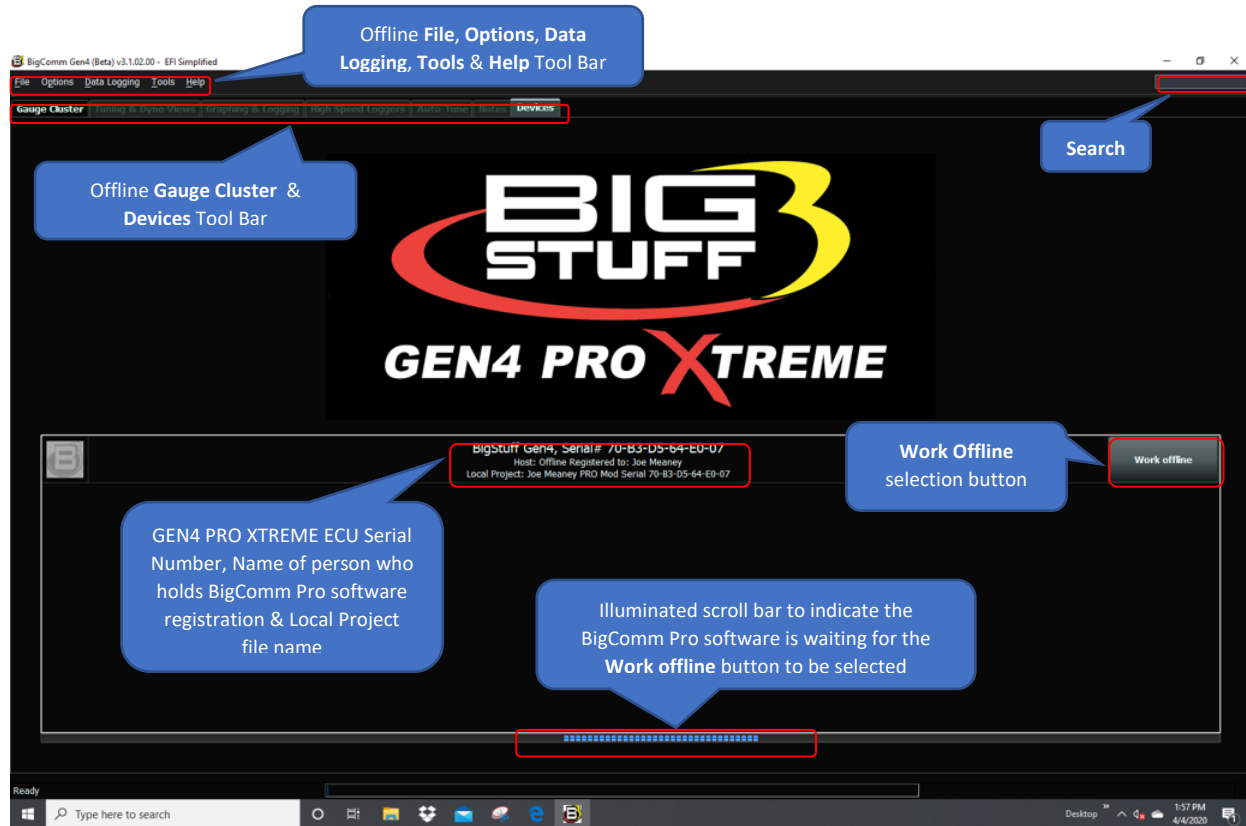 Offline File, Options, Data
Logging, Tools & Help Tool Bar
BigComm Gen4 (Beta) v3.1.02.00 - EFI Simplified
File Options Data Logging Tools Help
Gauge Cluster Tuning & Dyno Views Graphing & Logging High Speed Loggers Auto-Tune Notes Devices
Search
Offline Gauge Cluster &
Devices Tool Bar
BIG
STUFF
3
GEN4 PRO XTREME
BigStuff Gen4, Serial# 70-B3-D5-64-E0-07
Host: Offline Registered to: Joe Meaney
Local Project: Joe Meaney PRO Mod Serial 70-B3-D5-64-E0-07
Work Offline
selection button
Work offline
GEN4 PRO XTREME ECU Serial
Number, Name of person who
holds BigComm Pro software
registration & Local Project
file name
Illuminated scroll bar to indicate the
BigComm Pro software is waiting for the
Work offline button to be selected
Ready
Type here to search
Desktop
1:57 PM
4/4/2020